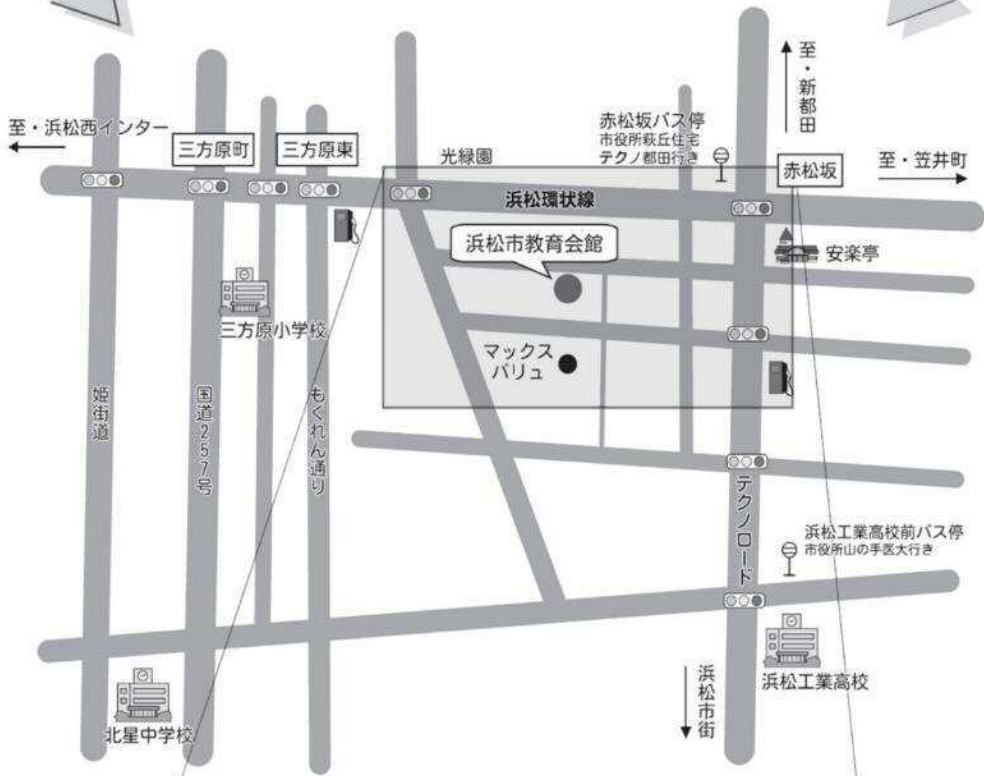 至・新都田
至・浜松西インター
三方原町
三方原東
光緑園
赤松坂バス停
市役所萩丘住宅
テクノ都田行き
赤松坂
至・笠井町
浜松環状線
浜松市教育会館
安楽亭
三方原小学校
マックス
バリュ
姫街道
国道257号
もくれん通り
テクノロード
浜松工業高校前バス停
市役所山の手医大行き
浜松工業高校
浜松市街
北星中学校